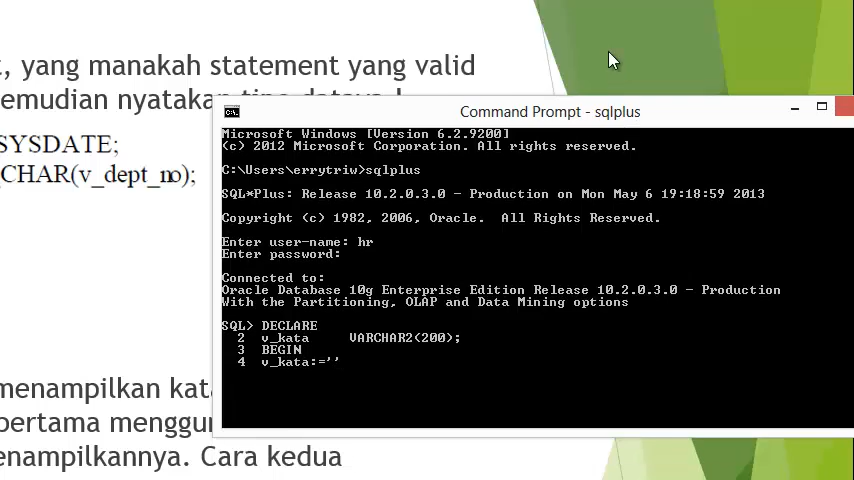 , yang manakah statement yang valid
emudian nyatakan
SYSDATE;
CHAR(v_dept_no);
Command Prompt - sqlplus
Microsoft Windows [Version 6.2.9200]
(c) 2012 Microsoft Corporation. All rights reserved.
C:\Users\errytriw>sqlplus
SQL*Plus: Release 10.2.0.3.0 - Production on Mon May 6 19:18:59 2013
Copyright (c) 1982, 2006, Oracle. All Rights Reserved.
Enter user-name: hr
Enter password:
Connected to:
Oracle Database 10g Enterprise Edition Release 10.2.0.3.0 - Production
With the Partitioning, OLAP and Data Mining options
SQL> DECLARE
2 v_kata VARCHAR2(200);
3 BEGIN
4 v_kata:=''
menampilkan kata
pertama menggu
enampilkannya. Cara kedua